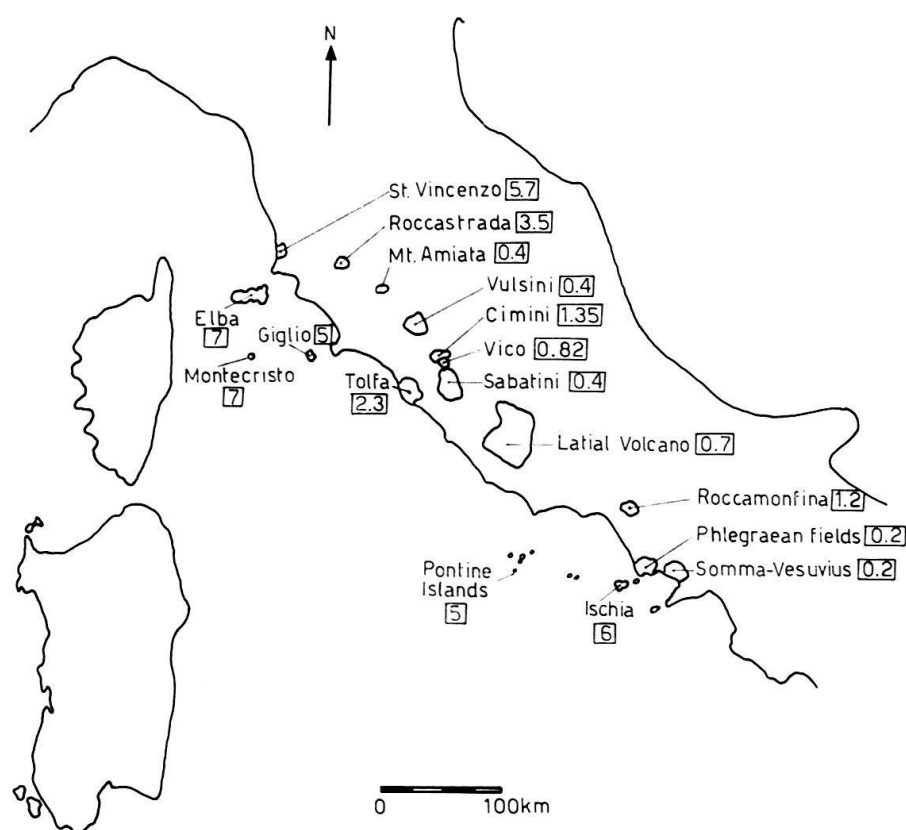 N
St. Vincenzo 5.7
Roccastrada 3.5
Mt. Amiata 0.4
Vulsini 0.4
Cimini 1.35
Vico 0.82
Sabatini 0.4
Elba
7
Giglio 5
Montecristo
7
Tolfa
2.3
Latial Volcano 0.7
Roccamonfina 1.2
Phlegraean fields 0.2
Somma-Vesuvius 0.2
Pontine
Islands
5
Ischia
6
0 100km